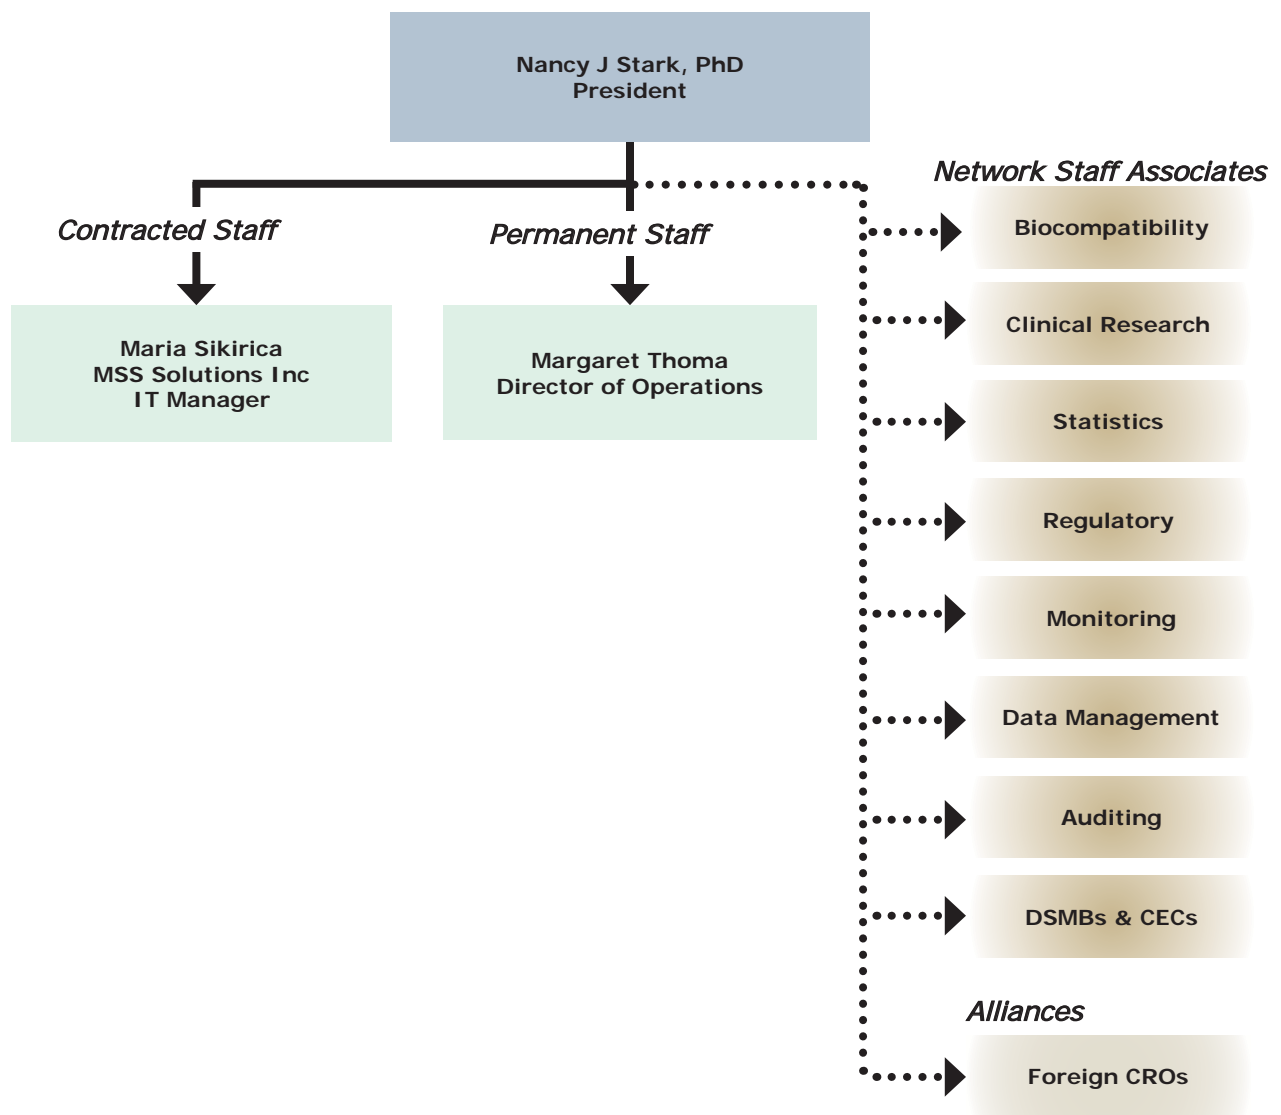 Nancy J Stark, PhD
President
Network Staff Associates
Contracted Staff
Permanent Staff
Maria Sikirica
MSS Solutions Inc
IT Manager
Margaret Thoma
Director of Operations
Biocompatibility
Clinical Research
Statistics
Regulatory
Monitoring
Data Management
Auditing
DSMBs & CECs
Alliances
Foreign CROs